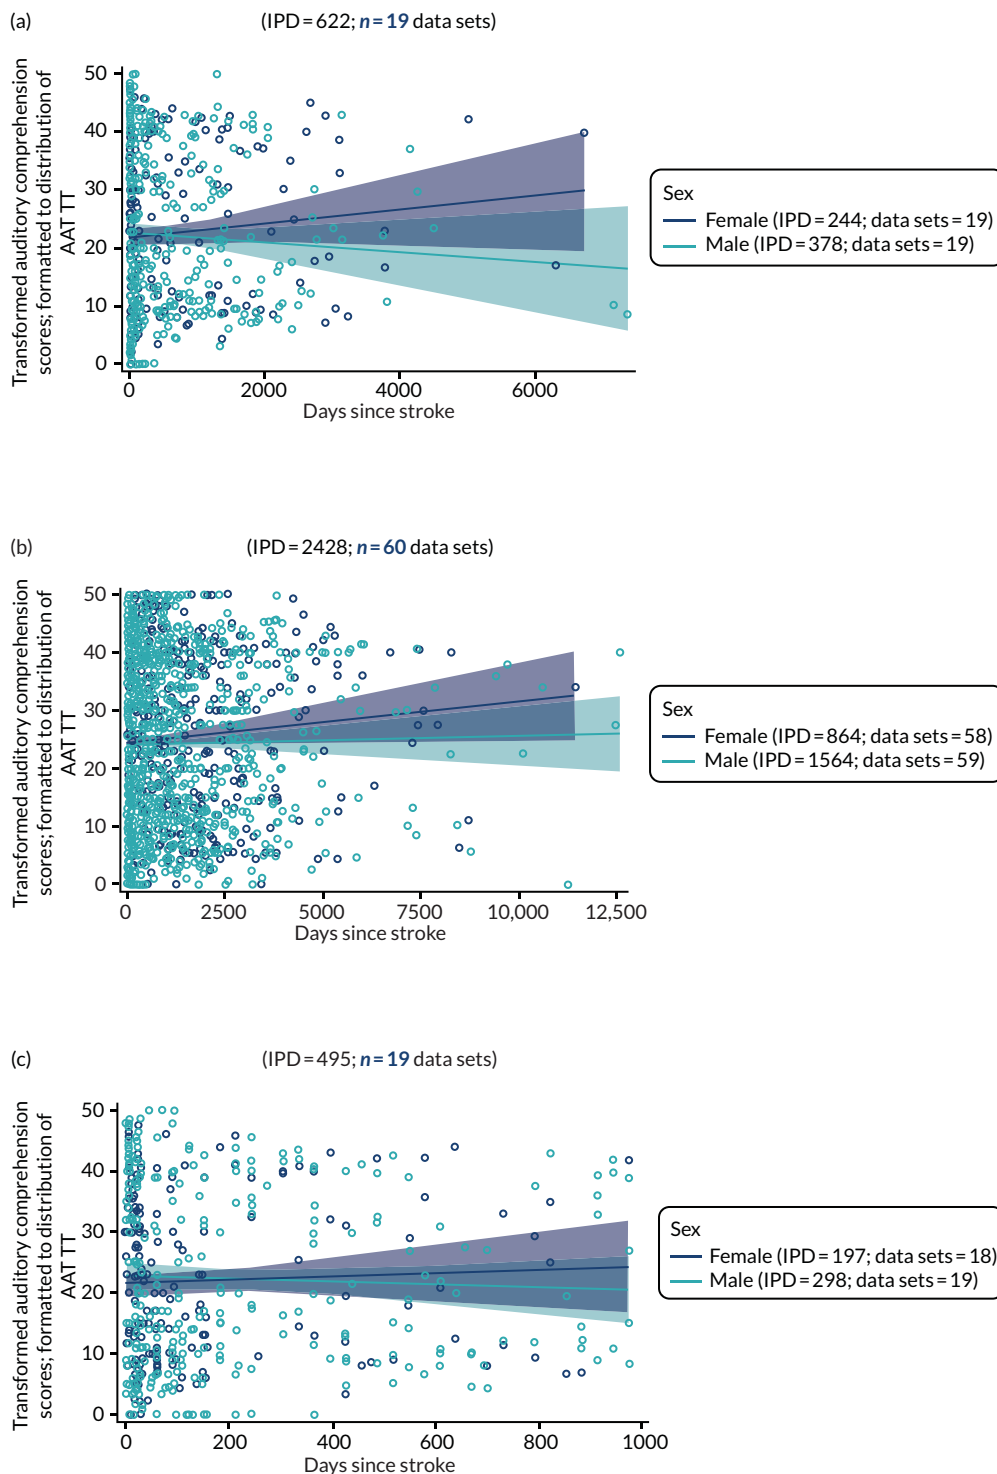 (a)
(IPD = 622; n = 19 data sets)
Transformed auditory comprehension
scores; formatted to distribution of
AAT TT
50
40
30
20
10
0
0
2000
4000
6000
Days since stroke
Sex
Female (IPD = 244; data sets = 19)
Male (IPD = 378; data sets = 19)
(b)
(IPD = 2428; n = 60 data sets)
Transformed auditory comprehension
scores; formatted to distribution of
AAT TT
50
40
30
20
10
0
0
2500
5000
7500
10,000
12,500
Days since stroke
Sex
Female (IPD = 864; data sets = 58)
Male (IPD = 1564; data sets = 59)
(c)
(IPD = 495; n = 19 data sets)
Transformed auditory comprehension
scores; formatted to distribution of
AAT TT
50
40
30
20
10
0
0
200
400
600
800
1000
Days since stroke
Sex
Female (IPD = 197; data sets = 18)
Male (IPD = 298; data sets = 19)